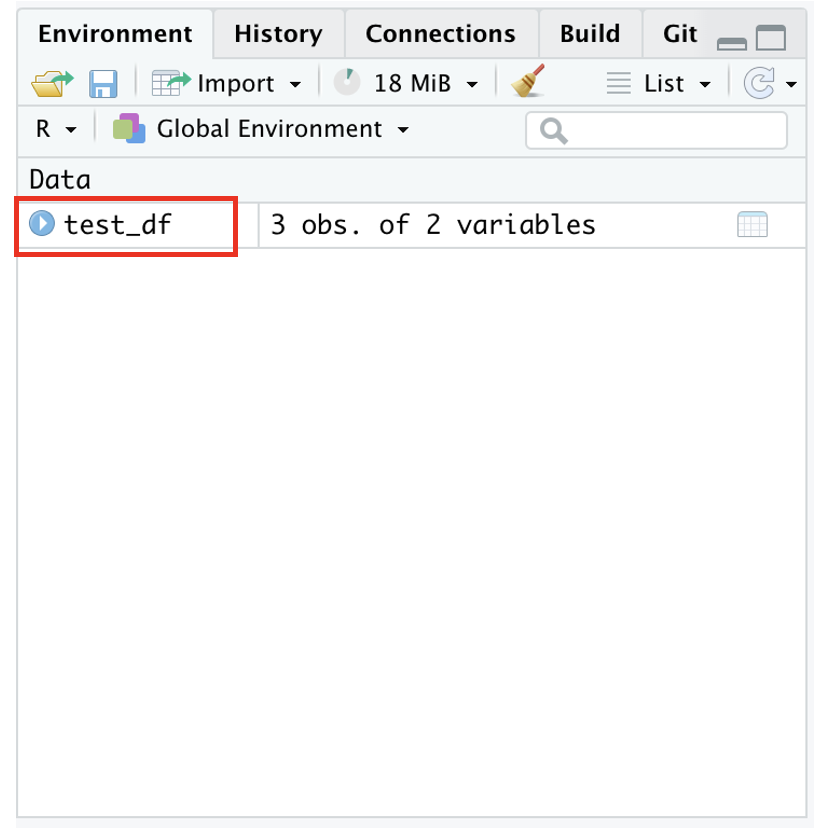 Environment History Connections Build Git
Import 18 MiB List
R Global Environment
Data
test_df 3 obs. of 2 variables